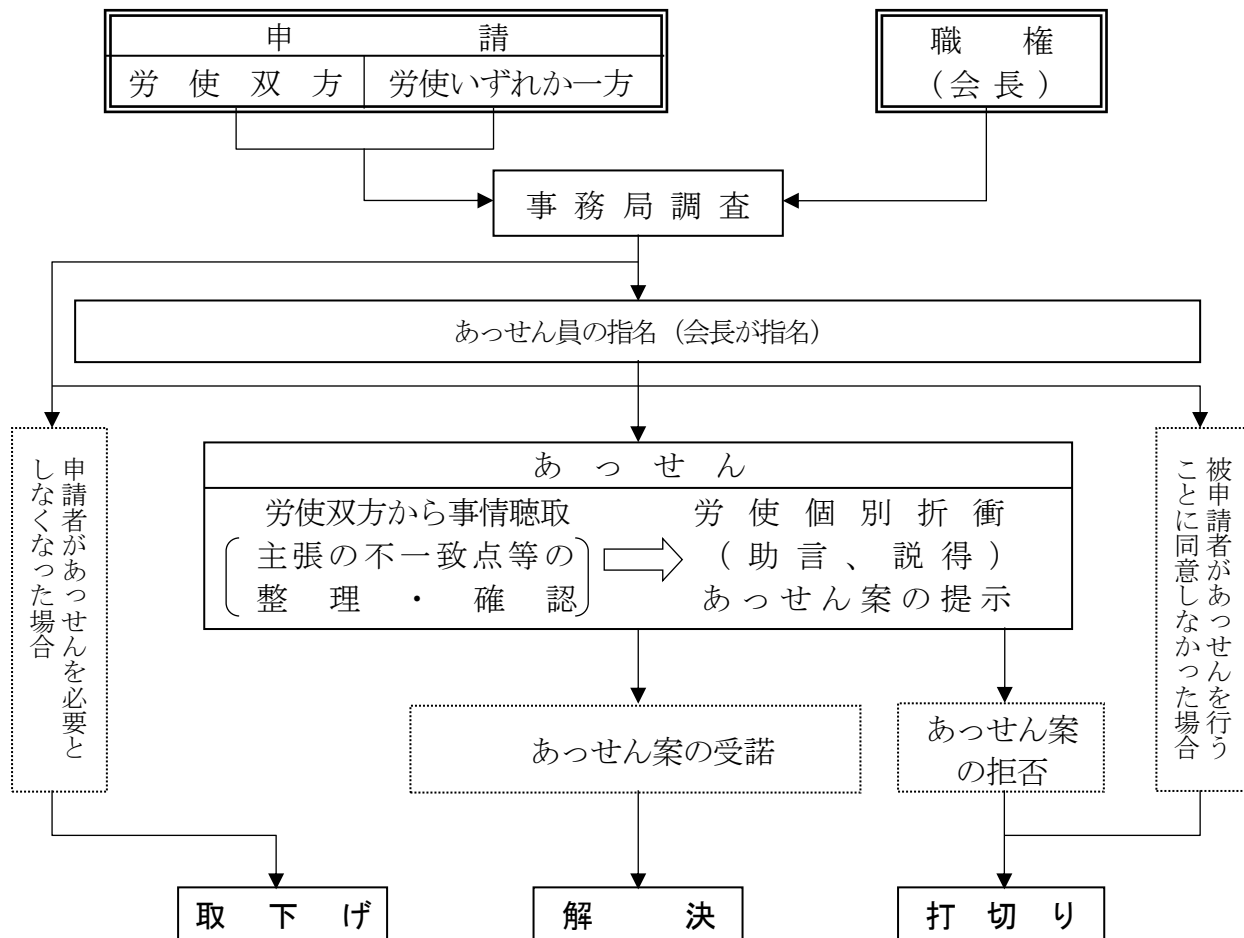 申請
労使双方
労使いずれか一方
職権
(会長)
事務局調査
あっせん員の指名（会長が指名）
申請者があっせんを必要と
しなくなった場合
あっせん
労使双方から事情聴取
主張の不一致点等の
整理・確認
労使個別折衝
(助言、説得)
あっせん案の提示
被申請者があっせんを行う
ことに同意しなかった場合
あっせん案の受諾
あっせん案
の拒否
取下げ
解決
打切り